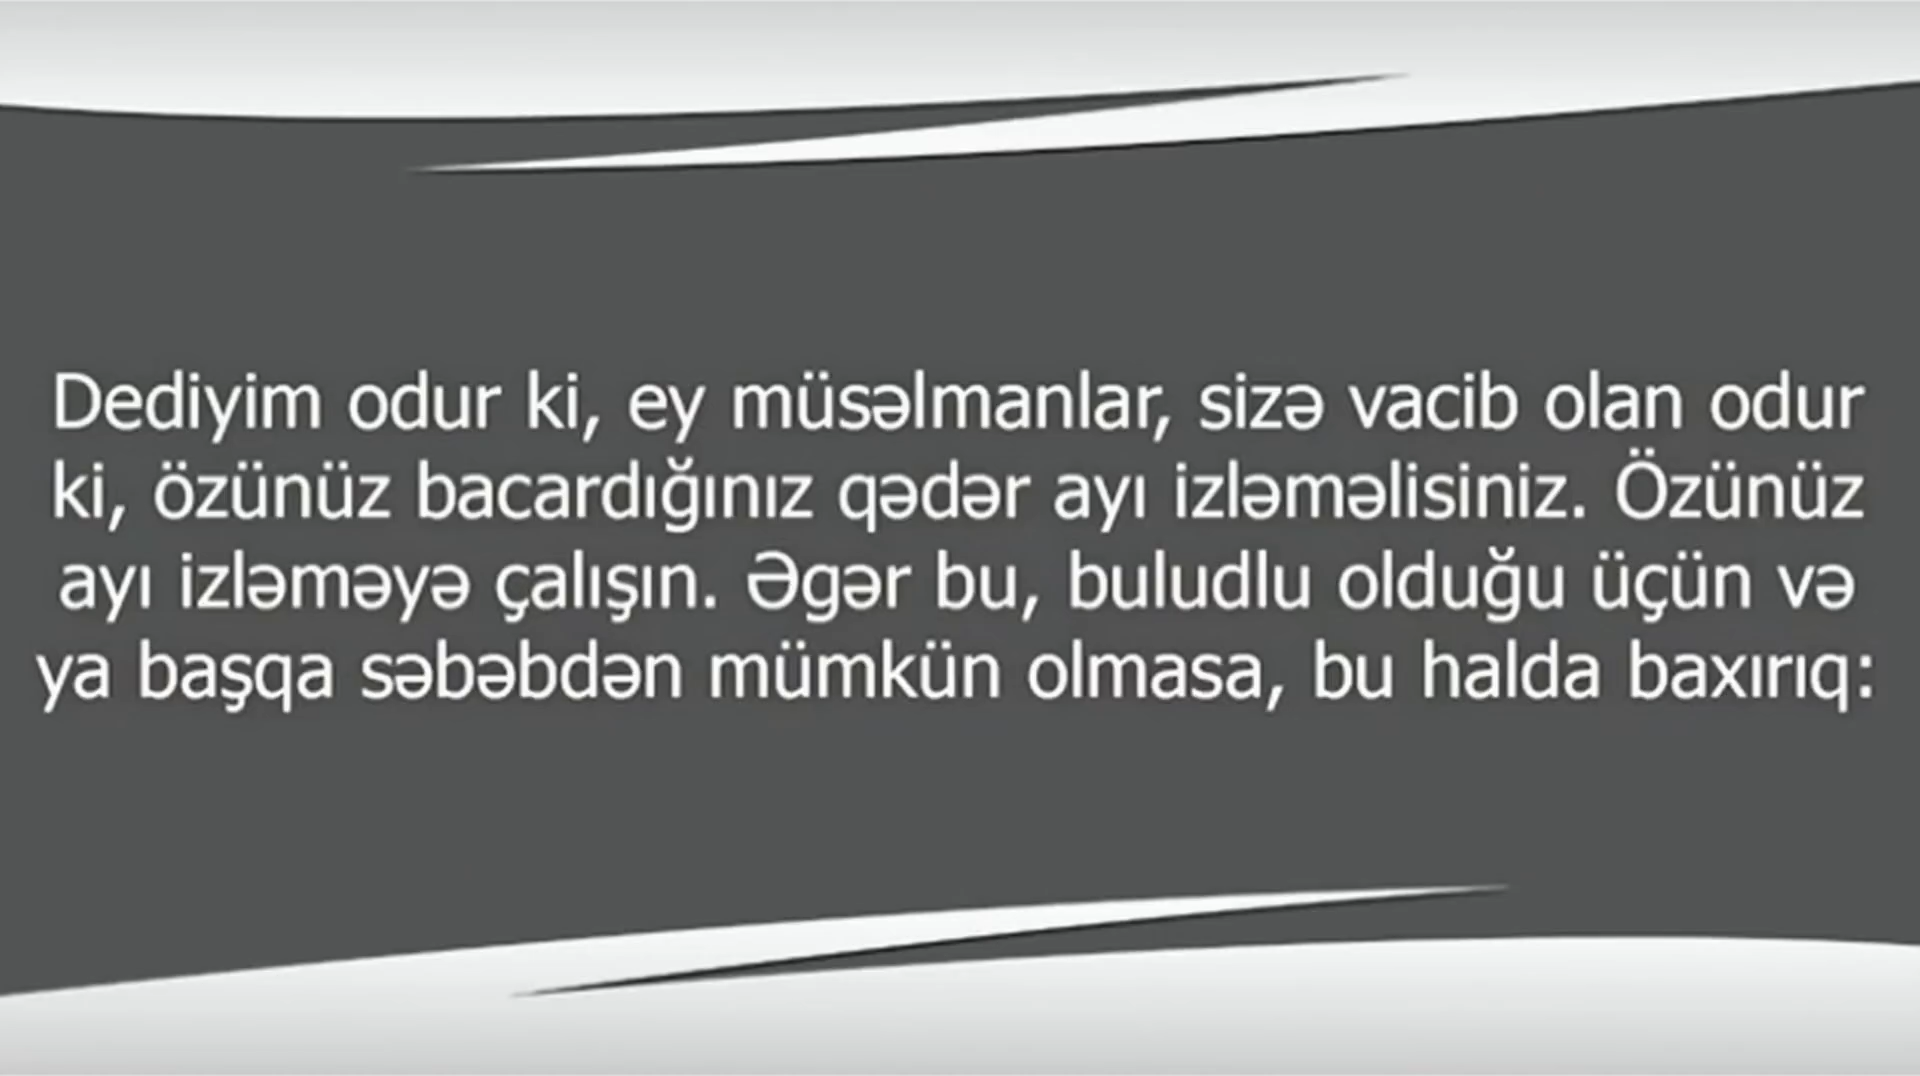 Dediyim odur ki, ey müsəlmanlar, sizə vacib olan odur
ki, özünüz bacardığınız qədər ayı izləməlisiniz. Özünüz
ayı izləməyə çalışın. Əgər bu, buludlu olduğu üçün və
ya başqa səbəbdən mümkün olmasa, bu halda baxırıq: